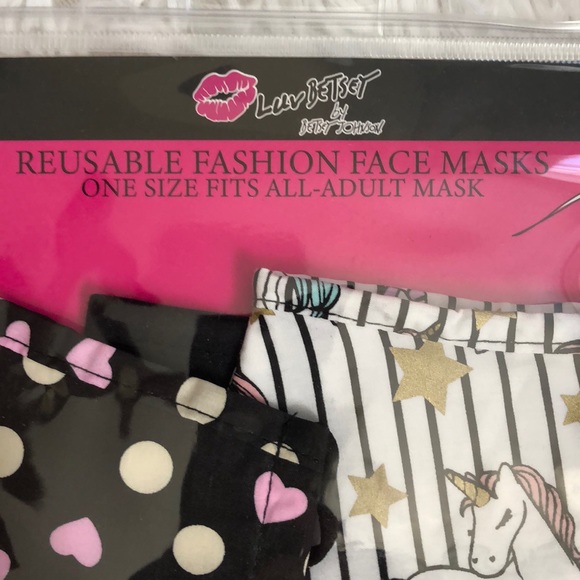 LUV BETSEY
by
BETSEY JOHNSON
REUSABLE FASHION FACE MASKS
ONE SIZE FITS ALL-ADULT MASK